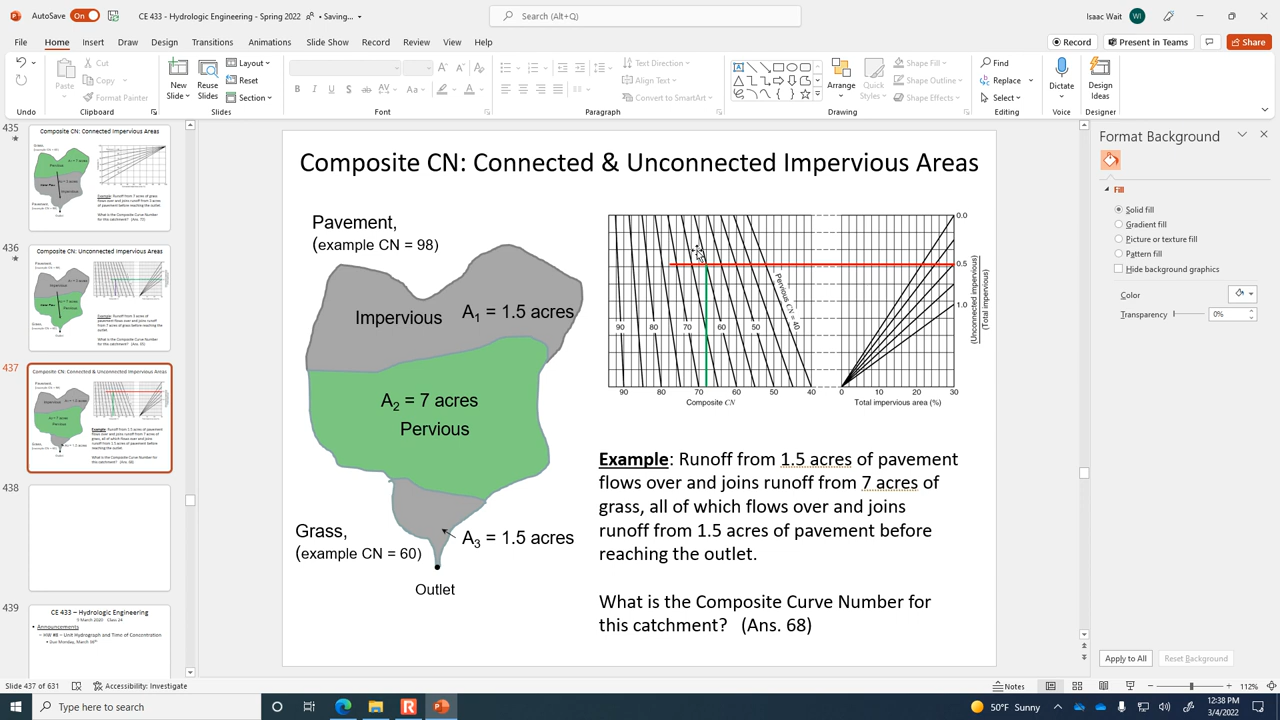 AutoSave On CE 433 - Hydrologic Engineering - Spring 2022 • Saving... Search (Alt+Q) Isaac Wait WI
File Home Insert Draw Design Transitions Animations Slide Show Record Review View Help Record Present in Teams Share
Paste Cut Copy Format Painter New Slide Reuse Slides Layout Reset Section Text Direction Align Text Convert to SmartArt Arrange Quick Styles Shape Fill Shape Outline Shape Effects Find Replace Select Dictate Design Ideas
Undo Clipboard Slides Font Paragraph Drawing Editing Voice Designer
435
Composite CN: Connected Impervious Areas
436
Composite CN: Unconnected Impervious Areas
437
Composite CN: Connected & Unconnected Impervious Areas
438
439
CE 433 – Hydrologic Engineering
Announcements
HW #8 – Unit Hydrograph and Time of Concentration
Composite CN: Connected & Unconnected Impervious Areas
Pavement,
(example CN = 98)
Impervious A1 = 1.5 acres
A2 = 7 acres
Pervious
Grass,
(example CN = 60)
A3 = 1.5 acres
Outlet
0.0
0.5
1.0
(Unconnected impervious)
(Total impervious)
90 80 70 60
90 80 70 60 50 40 0 10 20 30
Composite CN Total impervious area (%)
Example: Runoff from 1.5 acres of pavement
flows over and joins runoff from 7 acres of
grass, all of which flows over and joins
runoff from 1.5 acres of pavement before
reaching the outlet.
What is the Composite Curve Number for
this catchment? (Ans. 68)
Format Background
Fill
Solid fill
Gradient fill
Picture or texture fill
Pattern fill
Hide background graphics
Color
Transparency 0%
Apply to All Reset Background
Slide 437 of 631 Accessibility: Investigate Notes 112%
Type here to search 50°F Sunny 12:38 PM
3/4/2022